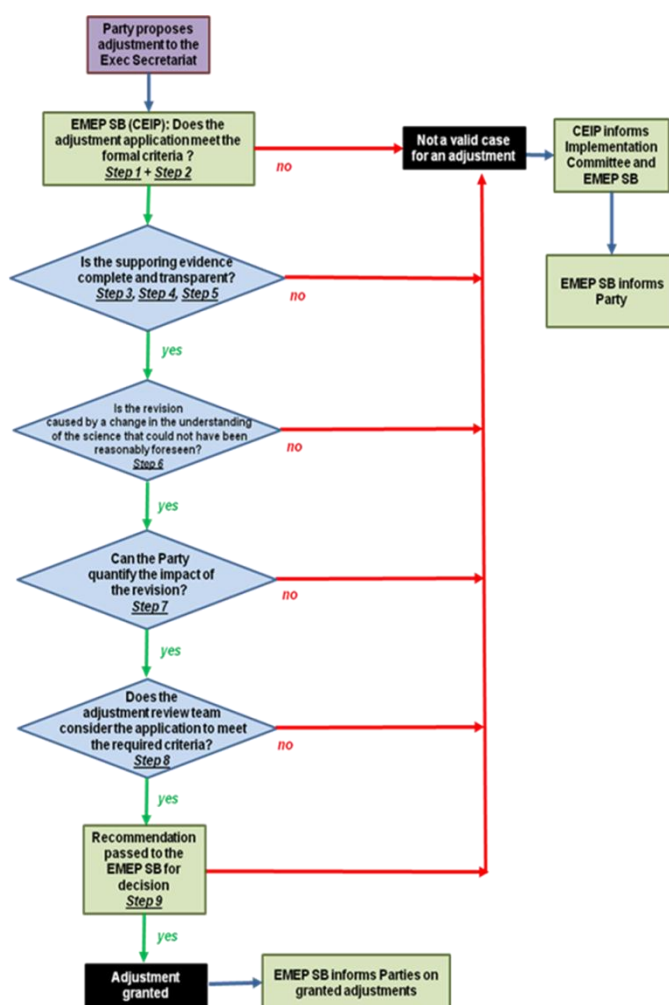 Party proposes
adjustment to the
Exec Secretariat
EMEP SB (CEIP): Does the
adjustment application meet the
formal criteria ?
Step 1 + Step 2
no
Not a valid case
for an adjustment
CEIP informs
Implementation
Committee and
EMEP SB
EMEP SB informs
Party
Is the supporing evidence
complete and transparent?
Step 3, Step 4, Step 5
no
yes
Is the revision
caused by a change in the understanding
of the science that could not have been
reasonably foreseen?
Step 6
no
yes
Can the Party
quantify the impact of
the revision?
Step 7
no
yes
Does the
adjustment review team
consider the application to meet
the required criteria?
Step 8
no
yes
Recommendation
passed to the
EMEP SB for
decision
Step 9
yes
Adjustment
granted
EMEP SB informs Parties on
granted adjustments